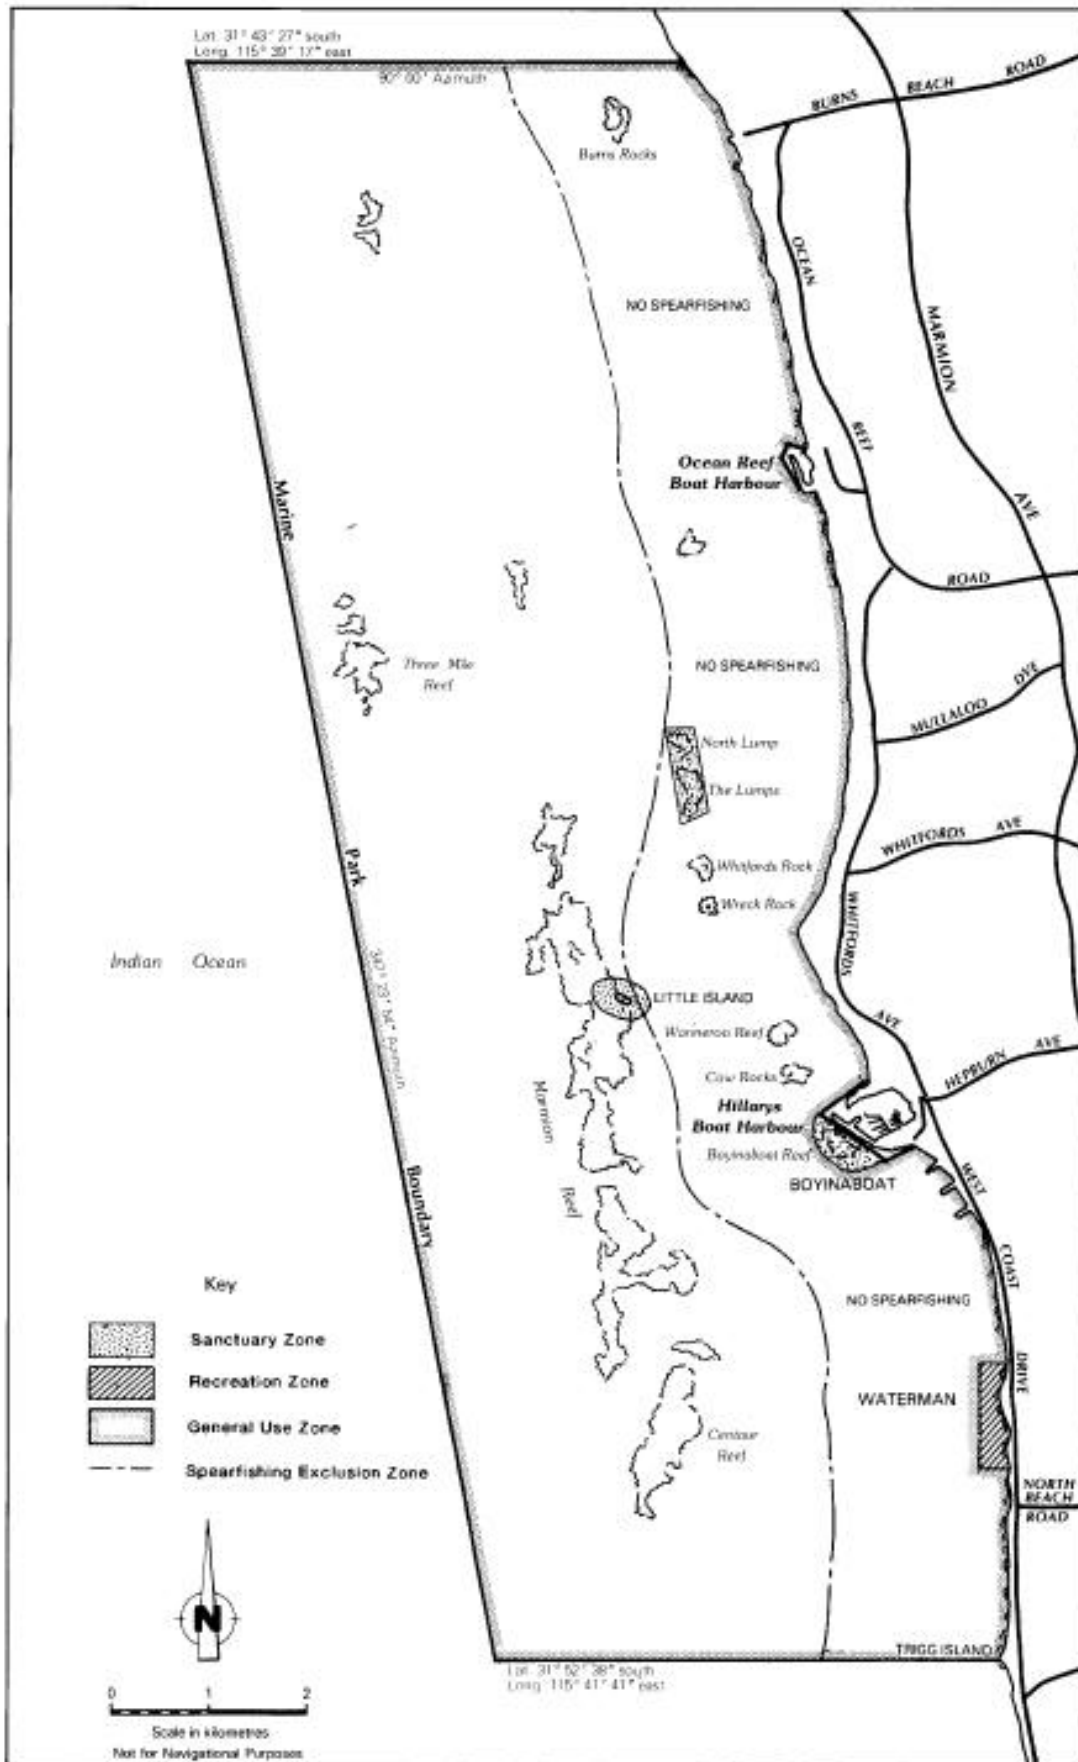 Lat. 31° 43' 27" south
Long. 115° 39' 17" east
90° 00' Azimuth
BURNS BEACH ROAD
Burns Rocks
OCEAN
NO SPEARFISHING
MARMION
REEF
Ocean Reef
Boat Harbour
Marine
AVE
ROAD
Three Mile
Reef
NO SPEARFISHING
MULLALOO DVE
North Lump
The Lumps
WHITFORDS AVE
Park
Whitfords Rock
Wreck Rock
WHITFORDS
Indian Ocean
347° 23' 54" Azimuth
LITTLE ISLAND
AVE
Wanneroo Reef
HEPBURN AVE
Cow Rocks
Marmion
Hillarys
Boat Harbour
Boyinaboat Reef
BOYINABOAT
WEST
Reef
Boundary
COAST
Key
NO SPEARFISHING
Sanctuary Zone
DRIVE
Recreation Zone
WATERMAN
General Use Zone
Centaur
Reef
Spearfishing Exclusion Zone
NORTH
BEACH
ROAD
N
TRIGG ISLAND
Lat. 31° 52' 38" south
Long. 115° 41' 41" east
0 1 2
Scale in kilometres
Not for Navigational Purposes